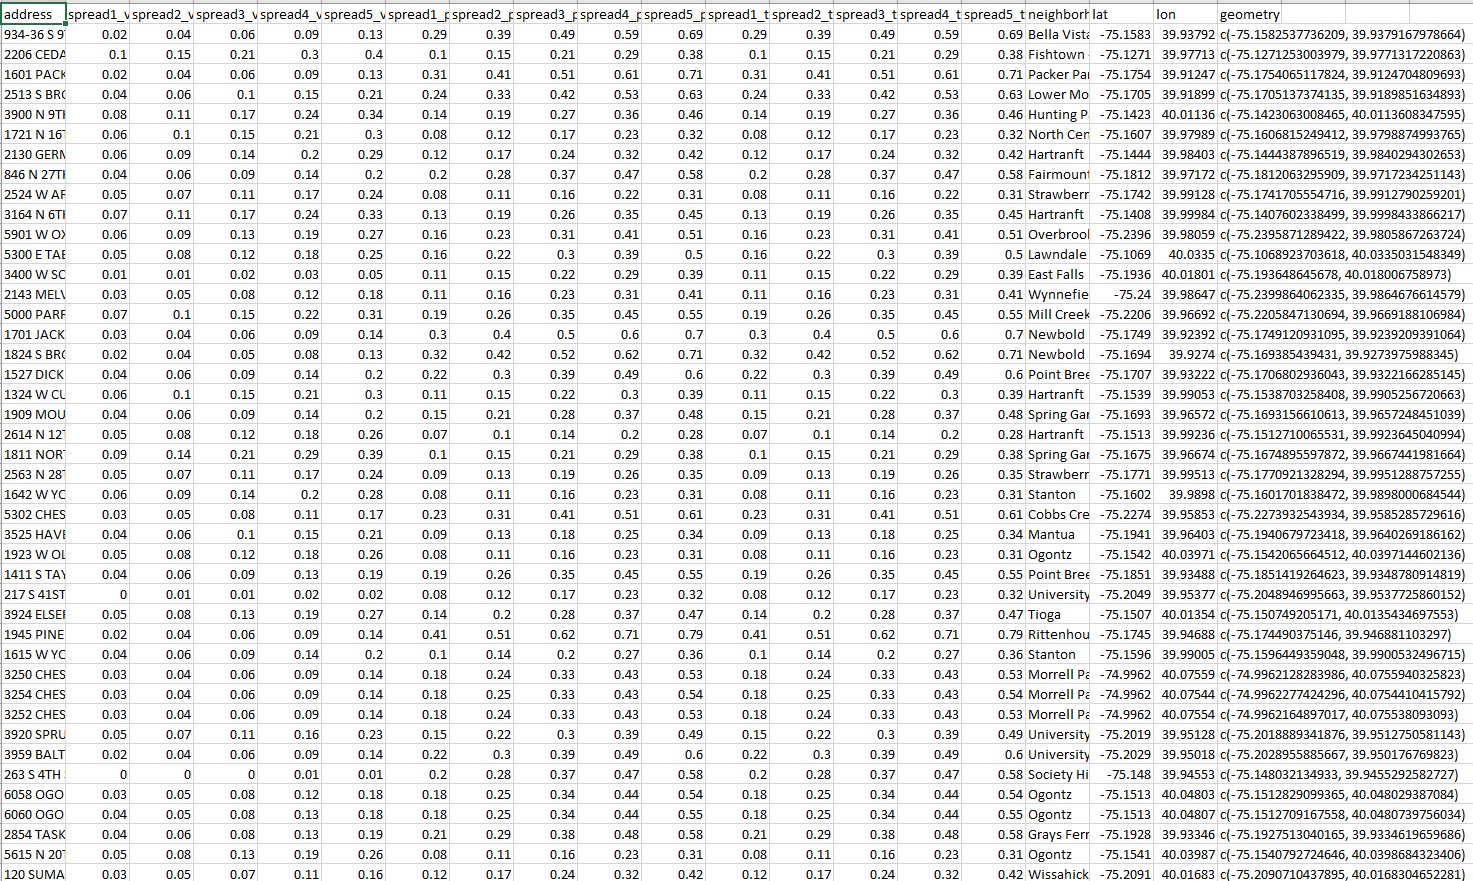 address spread1_v spread2_v spread3_v spread4_v spread5_v spread1_p spread2_p spread3_p spread4_p spread5_p spread1_t spread2_t spread3_t spread4_t spread5_t neighborh lat lon geometry
934-36 S 9T 0.02 0.04 0.06 0.09 0.13 0.29 0.39 0.49 0.59 0.69 0.29 0.39 0.49 0.59 0.69 Bella Vista -75.1583 39.93792 c(-75.1582537736209, 39.9379167978664)
2206 CEDA 0.1 0.15 0.21 0.3 0.4 0.1 0.15 0.21 0.29 0.38 0.1 0.15 0.21 0.29 0.38 Fishtown -75.1271 39.97713 c(-75.1271253003979, 39.9771317220863)
1601 PACK 0.02 0.04 0.06 0.09 0.13 0.31 0.41 0.51 0.61 0.71 0.31 0.41 0.51 0.61 0.71 Packer Pa -75.1754 39.91247 c(-75.1754065117824, 39.9124704809693)
2513 S BRO 0.04 0.06 0.1 0.15 0.21 0.24 0.33 0.42 0.53 0.63 0.24 0.33 0.42 0.53 0.63 Lower Mo -75.1705 39.91899 c(-75.1705137374135, 39.9189851634893)
3900 N 9TH 0.08 0.11 0.17 0.24 0.34 0.14 0.19 0.27 0.36 0.46 0.14 0.19 0.27 0.36 0.46 Hunting P -75.1423 40.01136 c(-75.1423063008465, 40.0113608347595)
1721 N 16T 0.06 0.1 0.15 0.21 0.3 0.08 0.12 0.17 0.23 0.32 0.08 0.12 0.17 0.23 0.32 North Cen -75.1607 39.97989 c(-75.1606815249412, 39.9798874993765)
2130 GERM 0.06 0.09 0.14 0.2 0.29 0.12 0.17 0.24 0.32 0.42 0.12 0.17 0.24 0.32 0.42 Hartranft -75.1444 39.98403 c(-75.1444387896519, 39.9840294302653)
846 N 27TH 0.04 0.06 0.09 0.14 0.2 0.2 0.28 0.37 0.47 0.58 0.2 0.28 0.37 0.47 0.58 Fairmount -75.1812 39.97172 c(-75.1812063295909, 39.9717234251143)
2524 W AR 0.05 0.07 0.11 0.17 0.24 0.08 0.11 0.16 0.22 0.31 0.08 0.11 0.16 0.22 0.31 Strawberr -75.1742 39.99128 c(-75.1741705554716, 39.9912790259201)
3164 N 6TH 0.07 0.11 0.17 0.24 0.33 0.13 0.19 0.26 0.35 0.45 0.13 0.19 0.26 0.35 0.45 Hartranft -75.1408 39.99984 c(-75.1407602338499, 39.9998433866217)
5901 W OX 0.06 0.09 0.13 0.19 0.27 0.16 0.23 0.31 0.41 0.51 0.16 0.23 0.31 0.41 0.51 Overbrook -75.2396 39.98059 c(-75.2395871289422, 39.9805867263724)
5300 E TAB 0.05 0.08 0.12 0.18 0.25 0.16 0.22 0.3 0.39 0.5 0.16 0.22 0.3 0.39 0.5 Lawndale -75.1069 40.0335 c(-75.1068923703618, 40.0335031548349)
3400 W SC 0.01 0.01 0.02 0.03 0.05 0.11 0.15 0.22 0.29 0.39 0.11 0.15 0.22 0.29 0.39 East Falls -75.1936 40.01801 c(-75.193648645678, 40.018006758973)
2143 MELV 0.03 0.05 0.08 0.12 0.18 0.11 0.16 0.23 0.31 0.41 0.11 0.16 0.23 0.31 0.41 Wynnefie -75.24 39.98647 c(-75.2399864062335, 39.9864676614579)
5000 PARR 0.07 0.1 0.15 0.22 0.31 0.19 0.26 0.35 0.45 0.55 0.19 0.26 0.35 0.45 0.55 Mill Creek -75.2206 39.96692 c(-75.2205847130694, 39.9669188106984)
1701 JACK 0.03 0.04 0.06 0.09 0.14 0.3 0.4 0.5 0.6 0.7 0.3 0.4 0.5 0.6 0.7 Newbold -75.1749 39.92392 c(-75.1749120931095, 39.9239209391064)
1824 S BRO 0.02 0.04 0.05 0.08 0.13 0.32 0.42 0.52 0.62 0.71 0.32 0.42 0.52 0.62 0.71 Newbold -75.1694 39.9274 c(-75.169385439431, 39.9273975988345)
1527 DICK 0.04 0.06 0.09 0.14 0.2 0.22 0.3 0.39 0.49 0.6 0.22 0.3 0.39 0.49 0.6 Point Bree -75.1707 39.93222 c(-75.1706802936043, 39.9322166285145)
1324 W CU 0.06 0.1 0.15 0.21 0.3 0.11 0.15 0.22 0.3 0.39 0.11 0.15 0.22 0.3 0.39 Hartranft -75.1539 39.99053 c(-75.1538703258408, 39.9905256720663)
1909 MOU 0.04 0.06 0.09 0.14 0.2 0.15 0.21 0.28 0.37 0.48 0.15 0.21 0.28 0.37 0.48 Spring Gar -75.1693 39.96572 c(-75.1693156610613, 39.9657248451039)
2614 N 12T 0.05 0.08 0.12 0.18 0.26 0.07 0.1 0.14 0.2 0.28 0.07 0.1 0.14 0.2 0.28 Hartranft -75.1513 39.99236 c(-75.1512710065531, 39.9923645040994)
1811 NORT 0.09 0.14 0.21 0.29 0.39 0.1 0.15 0.21 0.29 0.38 0.1 0.15 0.21 0.29 0.38 Spring Gar -75.1675 39.96674 c(-75.1674895597872, 39.9667441981664)
2563 N 28T 0.05 0.07 0.11 0.17 0.24 0.09 0.13 0.19 0.26 0.35 0.09 0.13 0.19 0.26 0.35 Strawberr -75.1771 39.99513 c(-75.1770921328294, 39.9951288757255)
1642 W YO 0.06 0.09 0.14 0.2 0.28 0.08 0.11 0.16 0.23 0.31 0.08 0.11 0.16 0.23 0.31 Stanton -75.1602 39.9898 c(-75.1601701838472, 39.9898000684544)
5302 CHES 0.03 0.05 0.08 0.11 0.17 0.23 0.31 0.41 0.51 0.61 0.23 0.31 0.41 0.51 0.61 Cobbs Cre -75.2274 39.95853 c(-75.2273932543934, 39.9585285729616)
3525 HAVE 0.04 0.06 0.1 0.15 0.21 0.09 0.13 0.18 0.25 0.34 0.09 0.13 0.18 0.25 0.34 Mantua -75.1941 39.96403 c(-75.1940679723418, 39.9640269186162)
1923 W OL 0.05 0.08 0.12 0.18 0.26 0.08 0.11 0.16 0.23 0.31 0.08 0.11 0.16 0.23 0.31 Ogontz -75.1542 40.03971 c(-75.1542065664512, 40.0397144602136)
1411 S TAY 0.04 0.06 0.09 0.13 0.19 0.19 0.26 0.35 0.45 0.55 0.19 0.26 0.35 0.45 0.55 Point Bree -75.1851 39.93488 c(-75.1851419264623, 39.9348780914819)
217 S 41ST 0 0.01 0.01 0.02 0.02 0.08 0.12 0.17 0.23 0.32 0.08 0.12 0.17 0.23 0.32 University -75.2049 39.95377 c(-75.2048946995663, 39.9537725860152)
3924 ELSER 0.05 0.08 0.13 0.19 0.27 0.14 0.2 0.28 0.37 0.47 0.14 0.2 0.28 0.37 0.47 Tioga -75.1507 40.01354 c(-75.150749205171, 40.0135434697553)
1945 PINE 0.02 0.04 0.06 0.09 0.14 0.41 0.51 0.62 0.71 0.79 0.41 0.51 0.62 0.71 0.79 Rittenhou -75.1745 39.94688 c(-75.174490375146, 39.946881103297)
1615 W YO 0.04 0.06 0.09 0.14 0.2 0.1 0.14 0.2 0.27 0.36 0.1 0.14 0.2 0.27 0.36 Stanton -75.1596 39.99005 c(-75.1596449359048, 39.9900532496715)
3250 CHES 0.03 0.04 0.06 0.09 0.14 0.18 0.24 0.33 0.43 0.53 0.18 0.24 0.33 0.43 0.53 Morrell Pa -74.9962 40.07559 c(-74.9962128283986, 40.0755940325823)
3254 CHES 0.03 0.04 0.06 0.09 0.14 0.18 0.25 0.33 0.43 0.54 0.18 0.25 0.33 0.43 0.54 Morrell Pa -74.9962 40.07544 c(-74.9962277424296, 40.0754410415792)
3252 CHES 0.03 0.04 0.06 0.09 0.14 0.18 0.24 0.33 0.43 0.53 0.18 0.24 0.33 0.43 0.53 Morrell Pa -74.9962 40.07554 c(-74.9962164897017, 40.075538093093)
3920 SPRU 0.05 0.07 0.11 0.16 0.23 0.15 0.22 0.3 0.39 0.49 0.15 0.22 0.3 0.39 0.49 University -75.2019 39.95128 c(-75.2018889341876, 39.9512750581143)
3959 BALT 0.02 0.04 0.06 0.09 0.14 0.22 0.3 0.39 0.49 0.6 0.22 0.3 0.39 0.49 0.6 University -75.2029 39.95018 c(-75.2028955885667, 39.950176769823)
263 S 4TH 0 0 0 0.01 0.01 0.2 0.28 0.37 0.47 0.58 0.2 0.28 0.37 0.47 0.58 Society Hi -75.148 39.94553 c(-75.148032134933, 39.9455292582727)
6058 OGO 0.03 0.05 0.08 0.12 0.18 0.18 0.25 0.34 0.44 0.54 0.18 0.25 0.34 0.44 0.54 Ogontz -75.1513 40.04803 c(-75.1512829099365, 40.048029387084)
6060 OGO 0.04 0.05 0.08 0.13 0.18 0.18 0.25 0.34 0.44 0.55 0.18 0.25 0.34 0.44 0.55 Ogontz -75.1513 40.04807 c(-75.1512709167558, 40.0480739756034)
2854 TASK 0.04 0.06 0.08 0.13 0.19 0.21 0.29 0.38 0.48 0.58 0.21 0.29 0.38 0.48 0.58 Grays Ferr -75.1928 39.93346 c(-75.1927513040165, 39.9334619659686)
5615 N 20T 0.05 0.08 0.13 0.19 0.26 0.08 0.11 0.16 0.23 0.31 0.08 0.11 0.16 0.23 0.31 Ogontz -75.1541 40.03987 c(-75.1540792724646, 40.0398684323406)
120 SUMA 0.03 0.05 0.07 0.11 0.16 0.12 0.17 0.24 0.32 0.42 0.12 0.17 0.24 0.32 0.42 Wissahick -75.2091 40.01683 c(-75.2090710437895, 40.0168304652281)